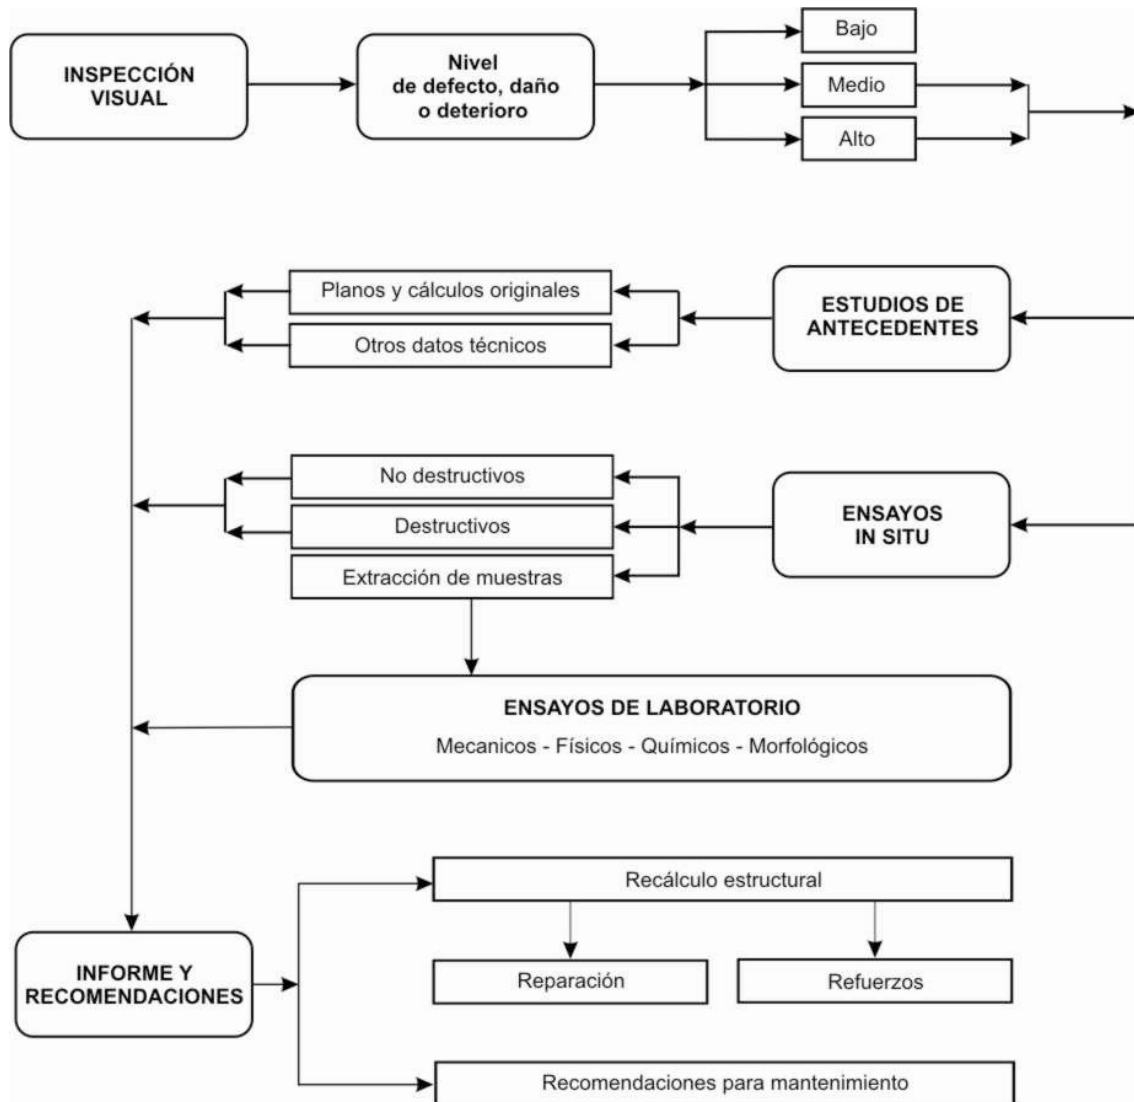 INSPECCIÓN
VISUAL
Nivel
de defecto, daño
o deterioro
Bajo
Medio
Alto
Planos y cálculos originales
Otros datos técnicos
ESTUDIOS DE
ANTECEDENTES
No destructivos
Destructivos
Extracción de muestras
ENSAYOS
IN SITU
ENSAYOS DE LABORATORIO
Mecanicos - Físicos - Químicos - Morfológicos
INFORME Y
RECOMENDACIONES
Recálculo estructural
Reparación
Refuerzos
Recomendaciones para mantenimiento